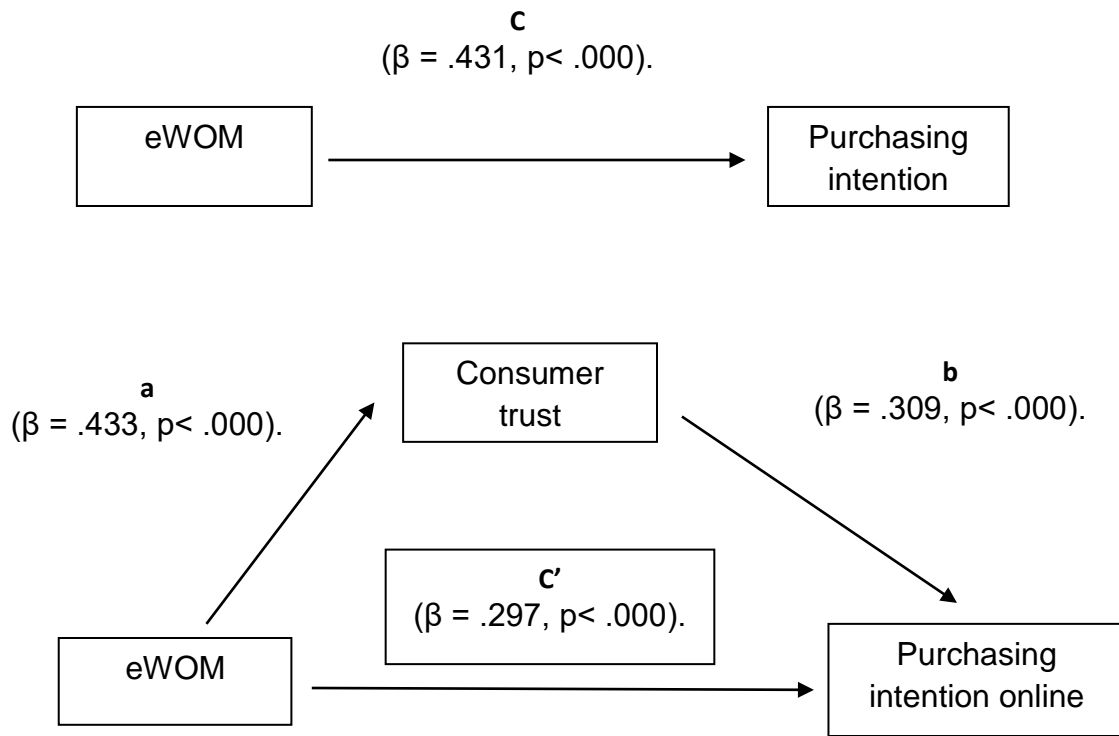 C
(β = .431, p< .000).
eWOM
Purchasing
intention
Consumer
trust
a
(β = .433, p< .000).
b
(β = .309, p< .000).
C’
(β = .297, p< .000).
eWOM
Purchasing
intention online